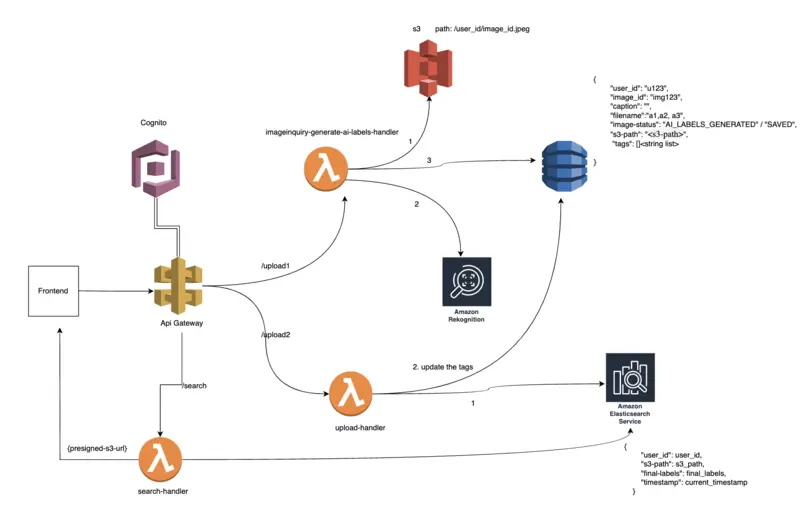 s3 path: /user_id/image_id.jpeg
{
"user_id": "u123",
"image_id": "img123",
"caption": "",
"filename":"a1,a2, a3",
"image-status": "AI_LABELS_GENERATED" / "SAVED",
"s3-path": "<s3-path>",
"tags": []<string list>
}
Cognito
imageinquiry-generate-ai-labels-handler
1
3
2
/upload1
Frontend
Api Gateway
Amazon
Rekognition
/upload2
2. update the tags
/search
1
upload-handler
Amazon
Elasticsearch
Service
{presigned-s3-url}
search-handler
{
"user_id": user_id,
"s3-path": s3_path,
"final-labels": final_labels,
"timestamp": current_timestamp
}